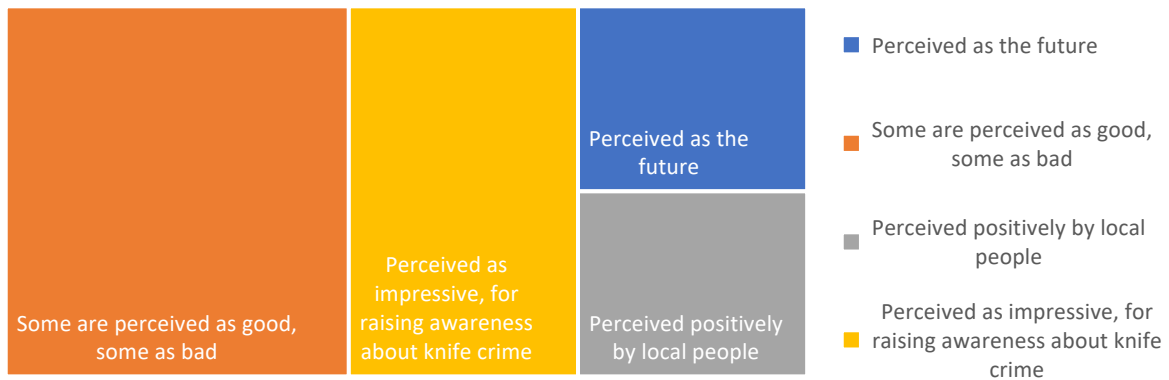 Some are perceived as good,
some as bad
Perceived as
impressive, for
raising awareness
about knife crime
Perceived as the
future
Perceived positively
by local people
Perceived as the future
Some are perceived as good,
some as bad
Perceived positively by local
people
Perceived as impressive, for
raising awareness about knife
crime